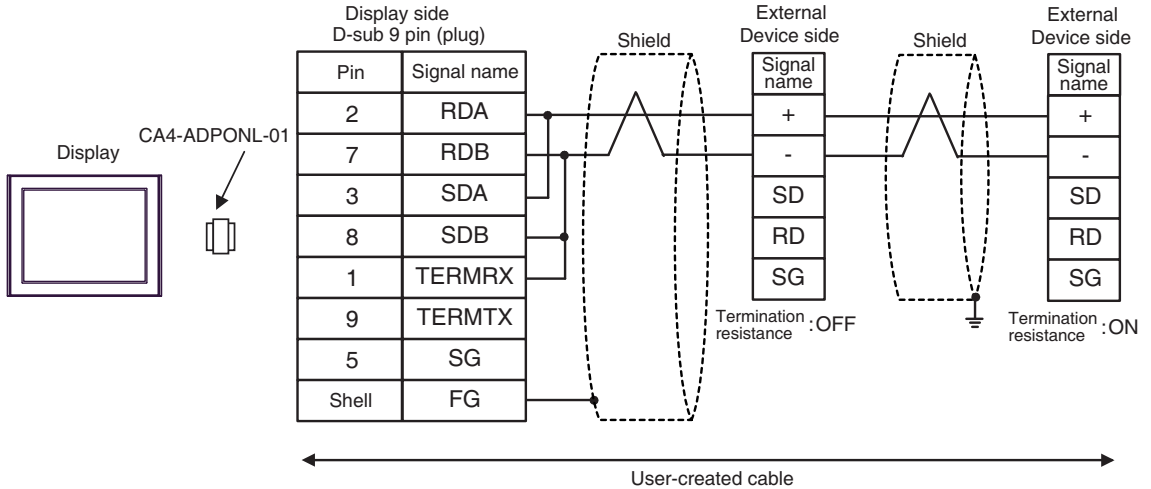 Display side
D-sub 9 pin (plug)
Shield
External
Device side
Shield
External
Device side
Pin Signal name
Signal
name
Signal
name
2 RDA + +
CA4-ADPONL-01
Display
7 RDB - -
3 SDA SD SD
8 SDB RD RD
1 TERMRX SG SG
9 TERMTX
Termination
resistance :OFF
Termination
resistance :ON
5 SG
Shell FG
User-created cable